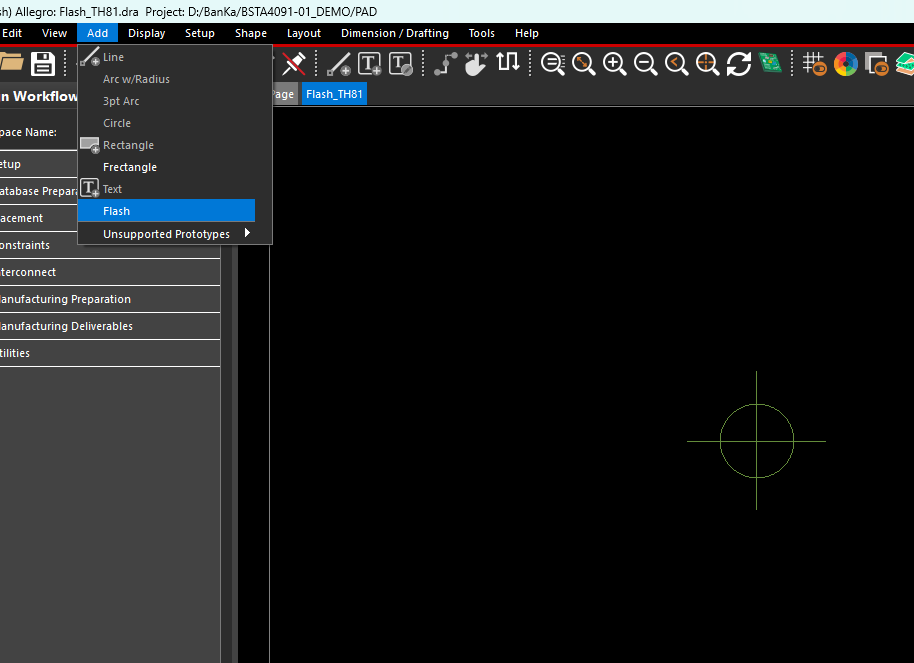 sh) Allegro: Flash_TH81.dra Project: D:/BanKa/BSTA4091-01_DEMO/PAD
Edit View Add Display Setup Shape Layout Dimension / Drafting Tools Help
Line
Arc w/Radius
3pt Arc
Circle
Rectangle
Frectangle
Text
Flash
Unsupported Prototypes
age Flash_TH81
n Workflow
pace Name:
etup
atabase Prepara
acement
onstraints
nterconnect
anufacturing Preparation
anufacturing Deliverables
tilities